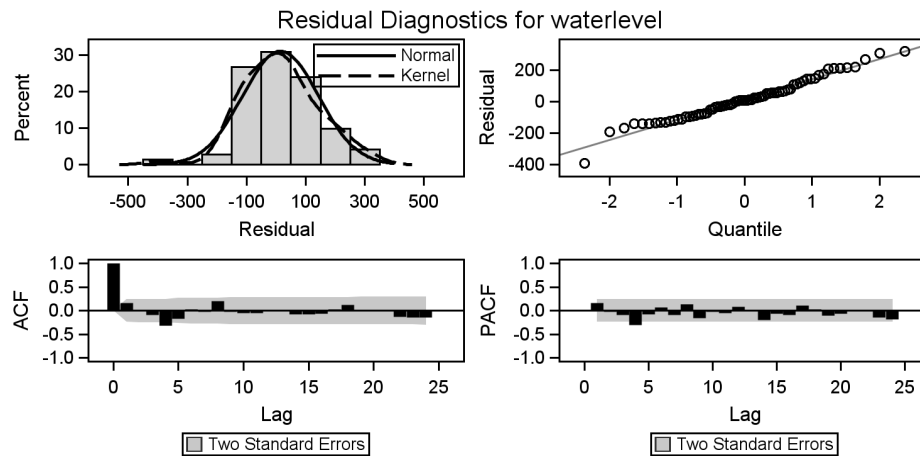 Residual Diagnostics for waterlevel
Percent
30
20
10
0
Normal
Kernel
-500 -300 -100 100 300 500
Residual
Residual
200
0
-200
-400
-2 -1 0 1 2
Quantile
ACF
1.0
0.5
0.0
-0.5
-1.0
0 5 10 15 20 25
Lag
Two Standard Errors
PACF
1.0
0.5
0.0
-0.5
-1.0
0 5 10 15 20 25
Lag
Two Standard Errors